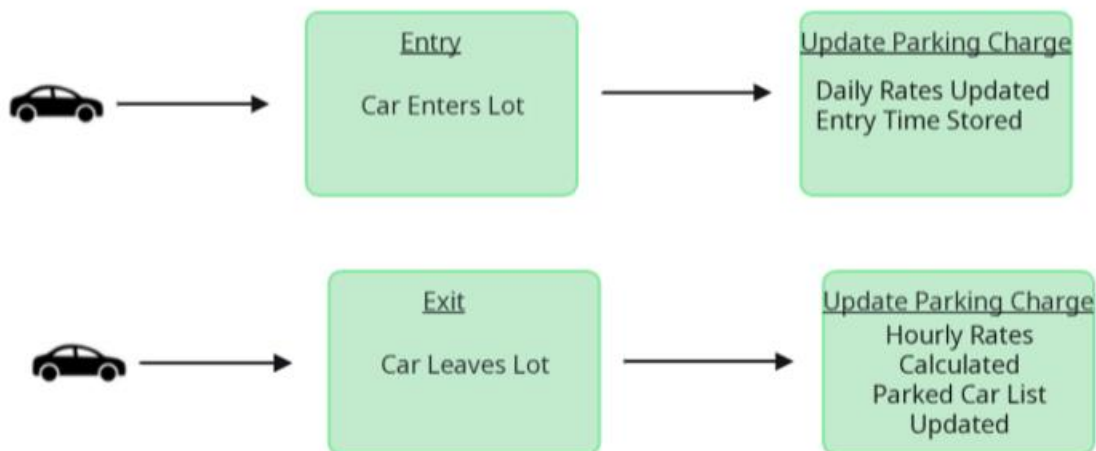 Entry
Car Enters Lot
Update Parking Charge
Daily Rates Updated
Entry Time Stored
Exit
Car Leaves Lot
Update Parking Charge
Hourly Rates
Calculated
Parked Car List
Updated